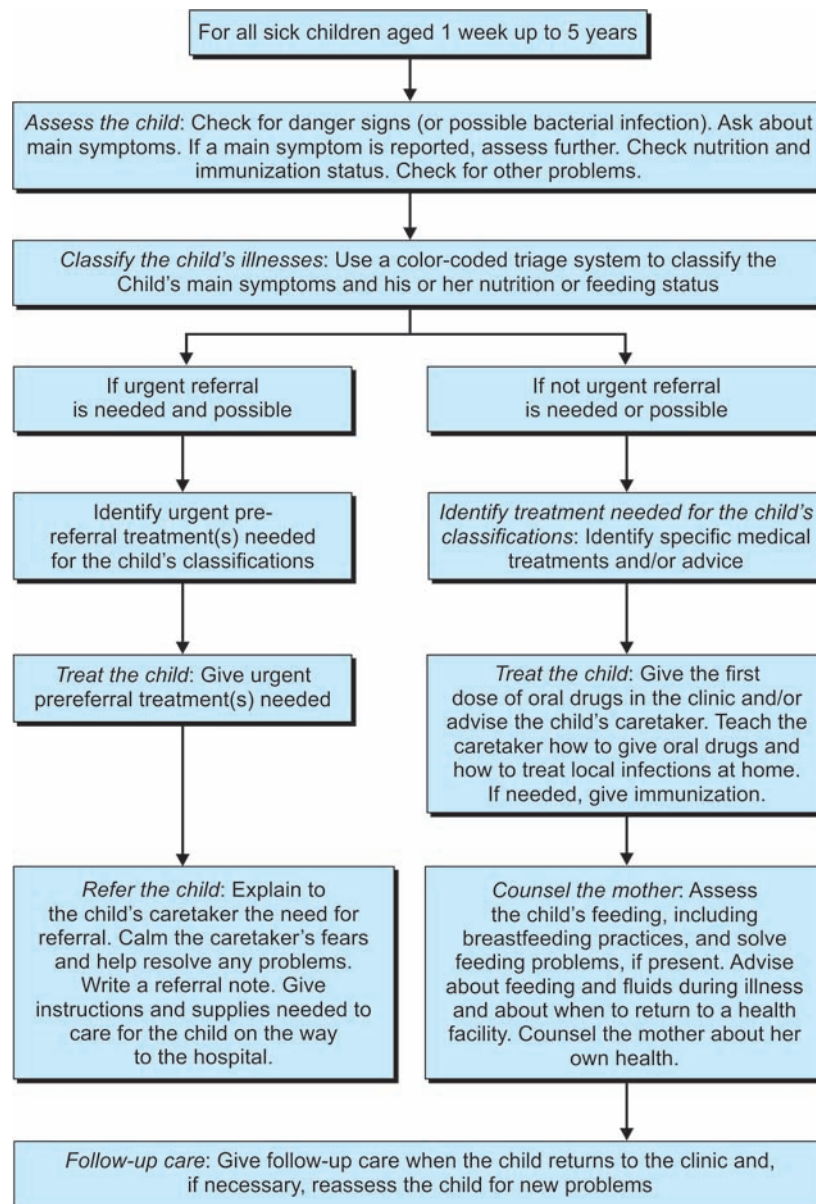 For all sick children aged 1 week up to 5 years
Assess the child: Check for danger signs (or possible bacterial infection). Ask about
main symptoms. If a main symptom is reported, assess further. Check nutrition and
immunization status. Check for other problems.
Classify the child's illnesses: Use a color-coded triage system to classify the
Child's main symptoms and his or her nutrition or feeding status
If urgent referral
is needed and possible
Identify urgent pre-
referral treatment(s) needed
for the child's classifications
Treat the child: Give urgent
prereferral treatment(s) needed
Refer the child: Explain to
the child's caretaker the need for
referral. Calm the caretaker's fears
and help resolve any problems.
Write a referral note. Give
instructions and supplies needed to
care for the child on the way
to the hospital.
If not urgent referral
is needed or possible
Identify treatment needed for the child's
classifications: Identify specific medical
treatments and/or advice
Treat the child: Give the first
dose of oral drugs in the clinic and/or
advise the child's caretaker. Teach the
caretaker how to give oral drugs and
how to treat local infections at home.
If needed, give immunization.
Counsel the mother: Assess
the child's feeding, including
breastfeeding practices, and solve
feeding problems, if present. Advise
about feeding and fluids during illness
and about when to return to a health
facility. Counsel the mother about her
own health.
Follow-up care: Give follow-up care when the child returns to the clinic and,
if necessary, reassess the child for new problems